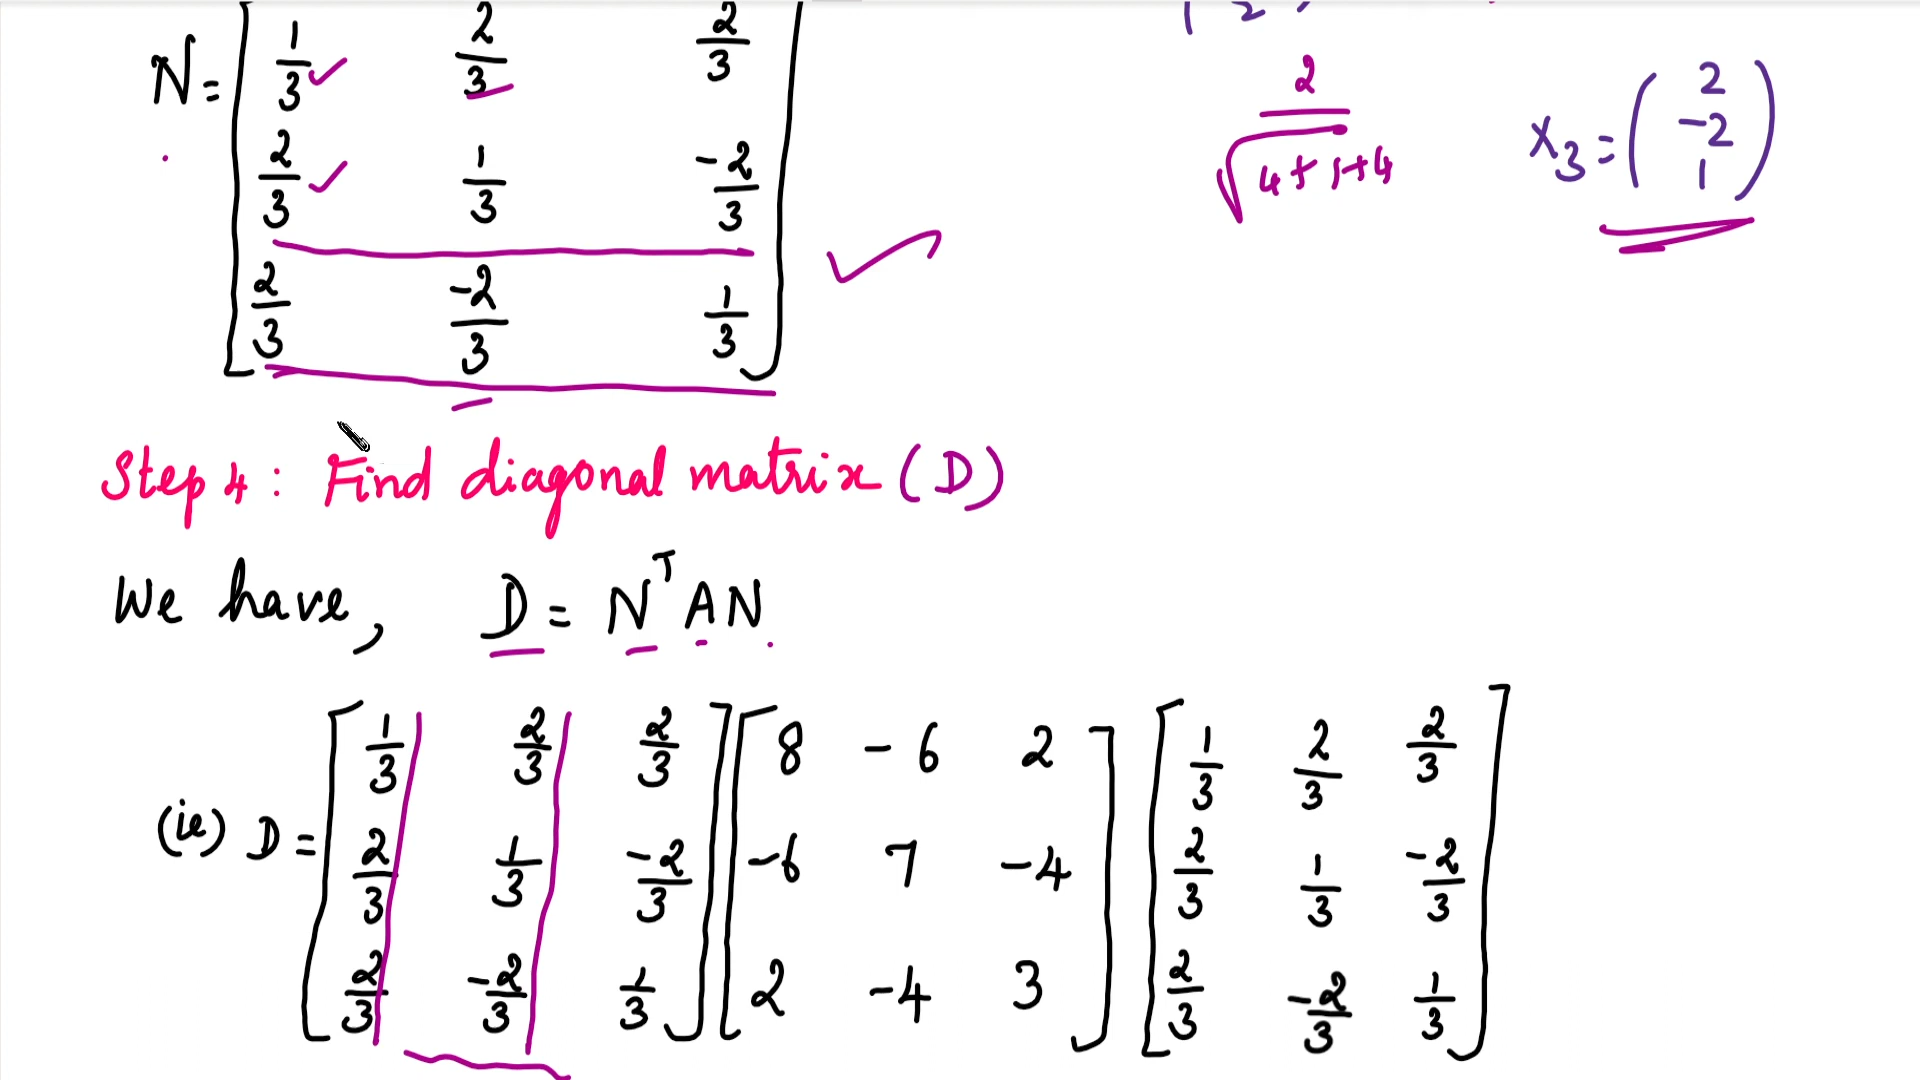 N = [ 1/3 2/3 2/3
2/3 1/3 -2/3
2/3 -2/3 1/3 ]
2/√4+1+4
X₃ = ( 2
-2
1 )
Step 4 : Find diagonal matrix (D)
We have, D = NᵀAN
(ie) D = [ 1/3 2/3 2/3 ] [ 8 -6 2 ] [ 1/3 2/3 2/3 ]
[ 2/3 1/3 -2/3 ] [ -6 7 -4 ] [ 2/3 1/3 -2/3 ]
[ 2/3 -2/3 1/3 ] [ 2 -4 3 ] [ 2/3 -2/3 1/3 ]